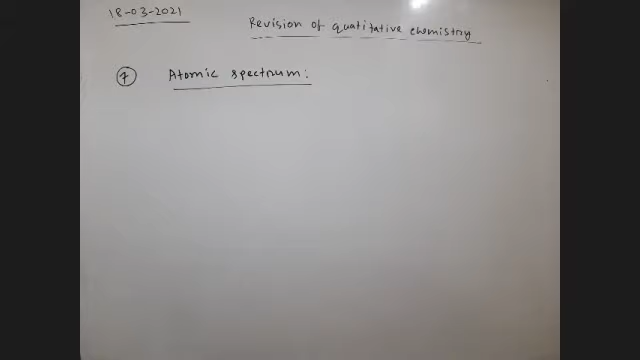 18-03-2021
Revision of quatitative chemistry
7 Atomic spectrum: